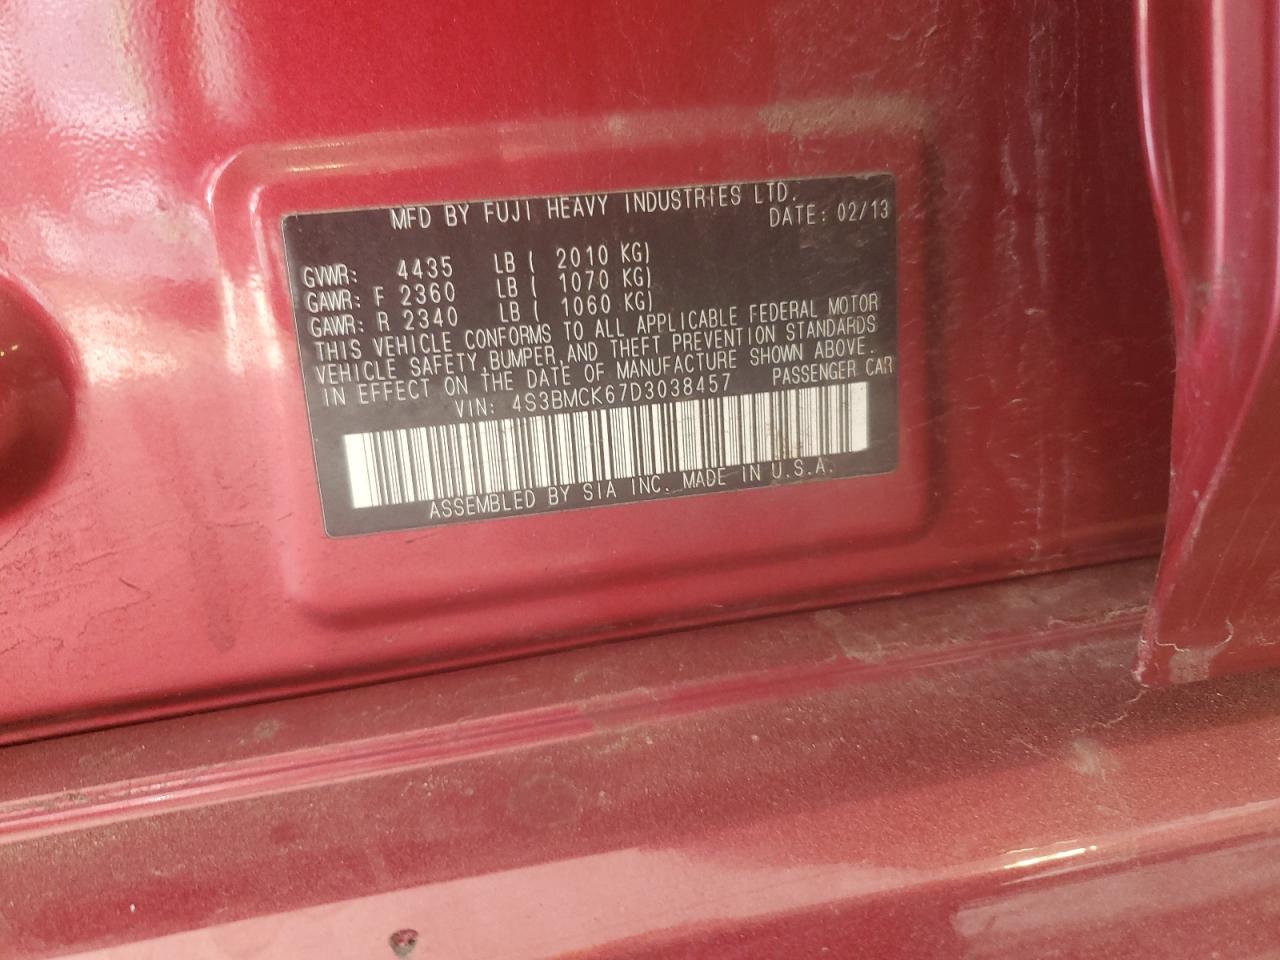 MFD BY FUJI HEAVY INDUSTRIES LTD.
DATE: 02/13
GVWR: 4435 LB ( 2010 KG)
GAWR: F 2360 LB ( 1070 KG)
GAWR: R 2340 LB ( 1060 KG)
THIS VEHICLE CONFORMS TO ALL APPLICABLE FEDERAL MOTOR
VEHICLE SAFETY, BUMPER, AND THEFT PREVENTION STANDARDS
IN EFFECT ON THE DATE OF MANUFACTURE SHOWN ABOVE.
VIN: 4S3BMCK67D3038457 PASSENGER CAR
ASSEMBLED BY SIA INC. MADE IN U.S.A.